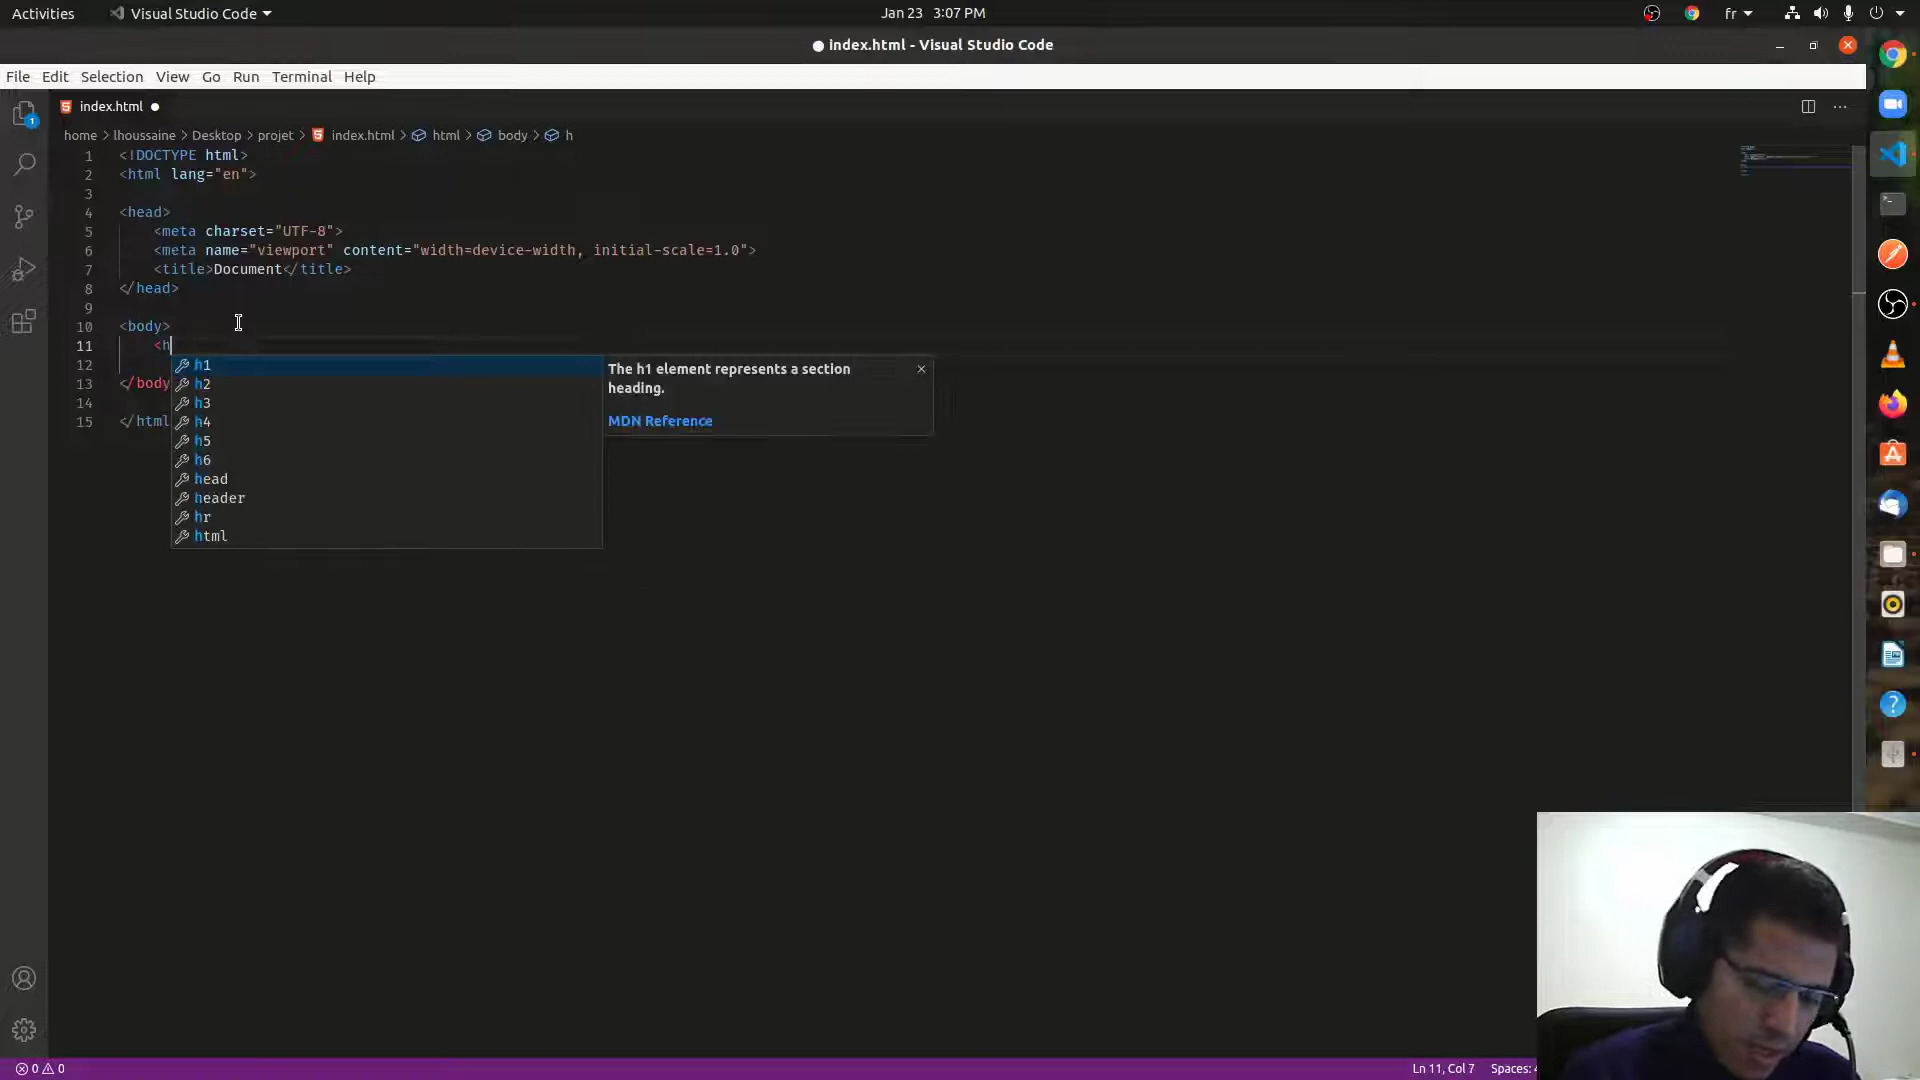 Activities
Visual Studio Code
Jan 23 3:07 PM
fr
index.html - Visual Studio Code
File Edit Selection View Go Run Terminal Help
index.html
home > lhoussaine > Desktop > projet > index.html > html > body > h
1 <!DOCTYPE html>
2 <html lang="en">
3
4 <head>
5 <meta charset="UTF-8">
6 <meta name="viewport" content="width=device-width, initial-scale=1.0">
7 <title>Document</title>
8 </head>
9
10 <body>
11 <h
12
13 </body
14
15 </html
h1
h2
h3
h4
h5
h6
head
header
hr
html
The h1 element represents a section
heading.
MDN Reference
1
0 0
Ln 11, Col 7
Spaces: